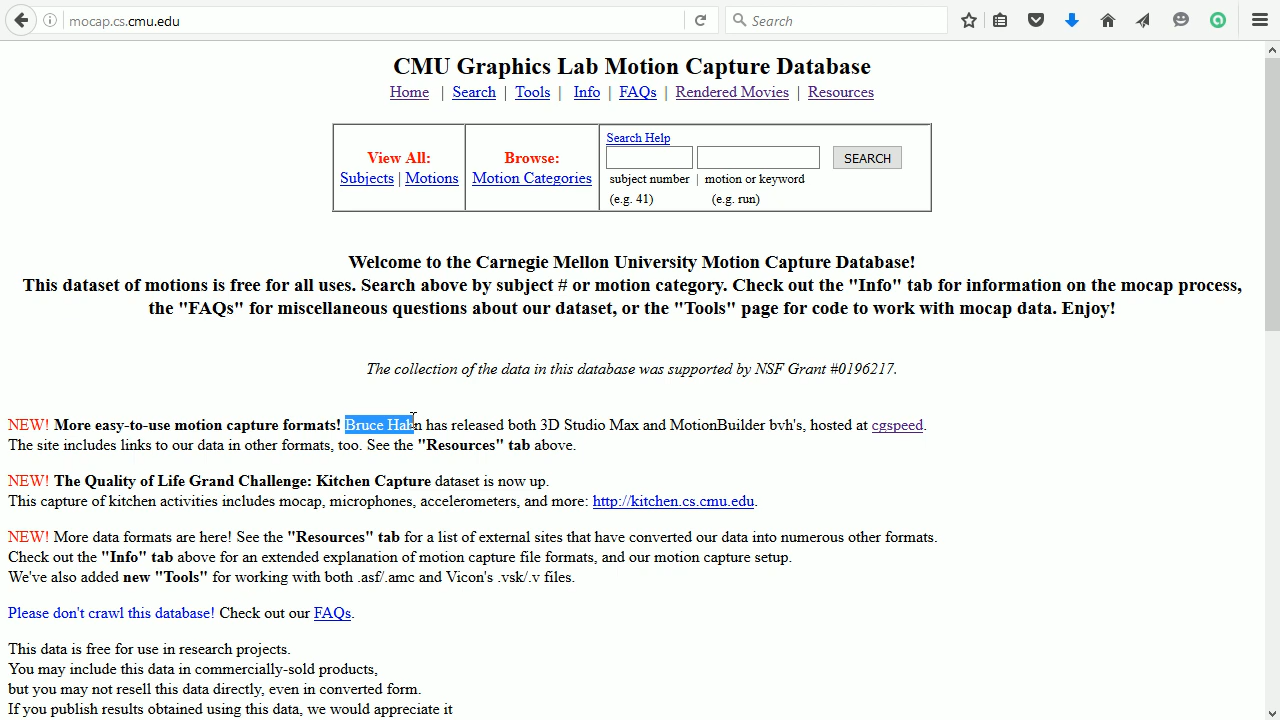 mocap.cs.cmu.edu
Search
CMU Graphics Lab Motion Capture Database
Home | Search | Tools | Info | FAQs | Rendered Movies | Resources
View All:
Subjects | Motions
Browse:
Motion Categories
Search Help
SEARCH
subject number | motion or keyword
(e.g. 41) (e.g. run)
Welcome to the Carnegie Mellon University Motion Capture Database!
This dataset of motions is free for all uses. Search above by subject # or motion category. Check out the "Info" tab for information on the mocap process,
the "FAQs" for miscellaneous questions about our dataset, or the "Tools" page for code to work with mocap data. Enjoy!
The collection of the data in this database was supported by NSF Grant #0196217.
NEW! More easy-to-use motion capture formats! Bruce Hahn has released both 3D Studio Max and MotionBuilder bvh's, hosted at cgspeed.
The site includes links to our data in other formats, too. See the "Resources" tab above.
NEW! The Quality of Life Grand Challenge: Kitchen Capture dataset is now up.
This capture of kitchen activities includes mocap, microphones, accelerometers, and more: http://kitchen.cs.cmu.edu.
NEW! More data formats are here! See the "Resources" tab for a list of external sites that have converted our data into numerous other formats.
Check out the "Info" tab above for an extended explanation of motion capture file formats, and our motion capture setup.
We've also added new "Tools" for working with both .asf/.amc and Vicon's .vsk/.v files.
Please don't crawl this database! Check out our FAQs.
This data is free for use in research projects.
You may include this data in commercially-sold products,
but you may not resell this data directly, even in converted form.
If you publish results obtained using this data, we would appreciate it